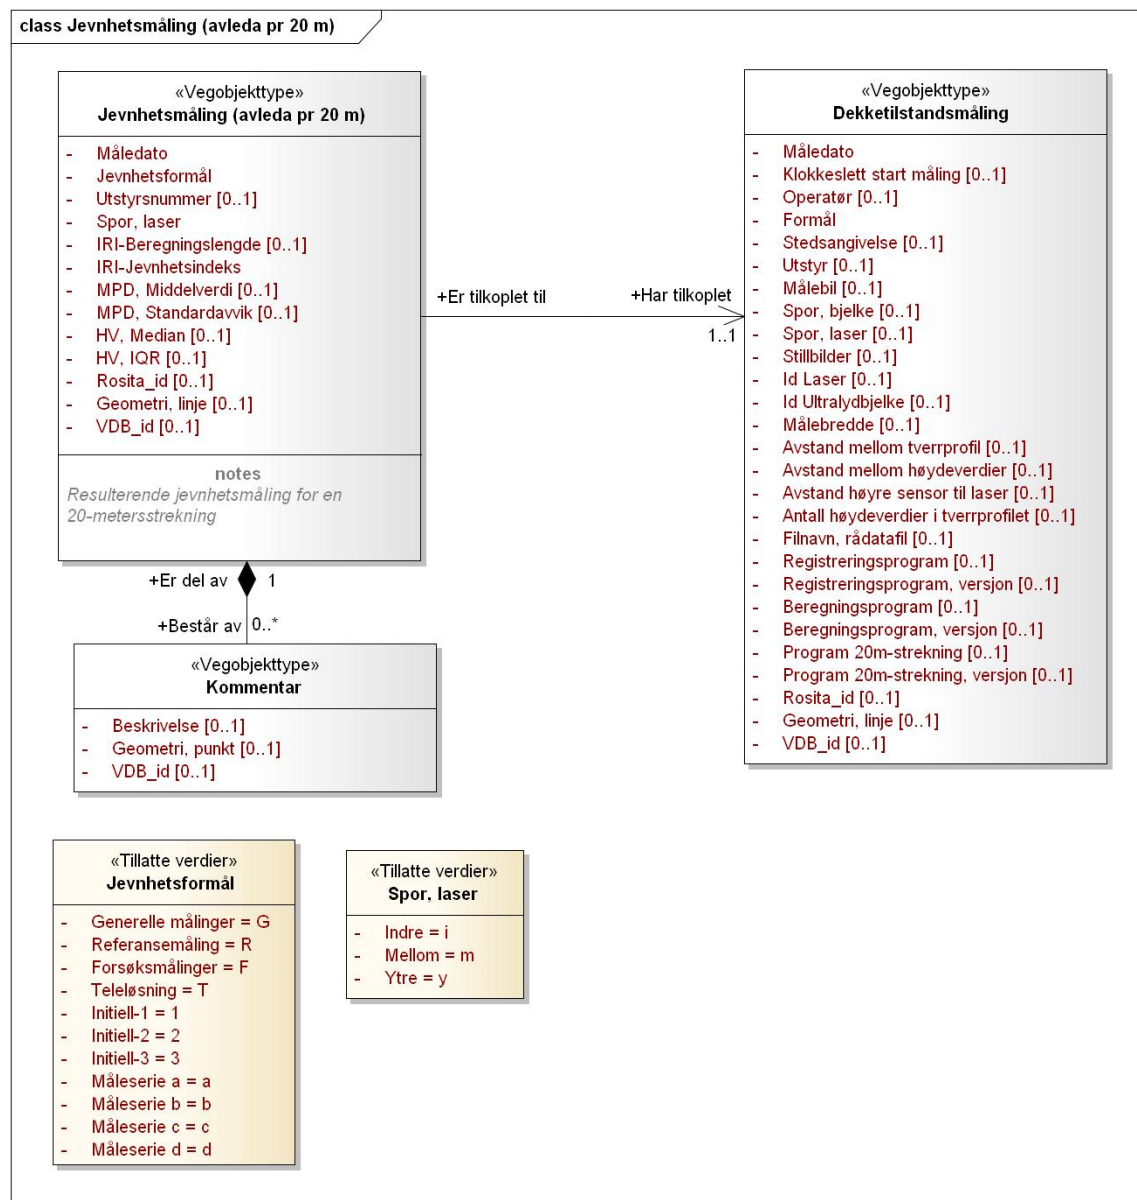 class Jevnhetsmåling (avleda pr 20 m)
«Vegobjekttype»
Jevnhetsmåling (avleda pr 20 m)
- Måledato
- Jevnhetsformål
- Utstyrsnummer [0..1]
- Spor, laser
- IRI-Beregningslengde [0..1]
- IRI-Jevnhetsindeks
- MPD, Middelverdi [0..1]
- MPD, Standardavvik [0..1]
- HV, Median [0..1]
- HV, IQR [0..1]
- Rosita_id [0..1]
- Geometri, linje [0..1]
- VDB_id [0..1]
notes
Resulterende jevnhetsmåling for en
20-metersstrekning
+Er tilkoplet til
+Har tilkoplet
1..1
«Vegobjekttype»
Dekketilstandsmåling
- Måledato
- Klokkeslett start måling [0..1]
- Operatør [0..1]
- Formål
- Stedsangivelse [0..1]
- Utstyr [0..1]
- Målebil [0..1]
- Spor, bjelke [0..1]
- Spor, laser [0..1]
- Stillbilder [0..1]
- Id Laser [0..1]
- Id Ultralydbjelke [0..1]
- Målebredde [0..1]
- Avstand mellom tverrprofil [0..1]
- Avstand mellom høydeverdier [0..1]
- Avstand høyre sensor til laser [0..1]
- Antall høydeverdier i tverrprofilet [0..1]
- Filnavn, rådatafil [0..1]
- Registreringsprogram [0..1]
- Registreringsprogram, versjon [0..1]
- Beregningsprogram [0..1]
- Beregningsprogram, versjon [0..1]
- Program 20m-strekning [0..1]
- Program 20m-strekning, versjon [0..1]
- Rosita_id [0..1]
- Geometri, linje [0..1]
- VDB_id [0..1]
+Er del av 1
+Består av 0..*
«Vegobjekttype»
Kommentar
- Beskrivelse [0..1]
- Geometri, punkt [0..1]
- VDB_id [0..1]
«Tillatte verdier»
Jevnhetsformål
- Generelle målinger = G
- Referansemåling = R
- Forsøksmålinger = F
- Teleløsning = T
- Initiell-1 = 1
- Initiell-2 = 2
- Initiell-3 = 3
- Måleserie a = a
- Måleserie b = b
- Måleserie c = c
- Måleserie d = d
«Tillatte verdier»
Spor, laser
- Indre = i
- Mellom = m
- Ytre = y